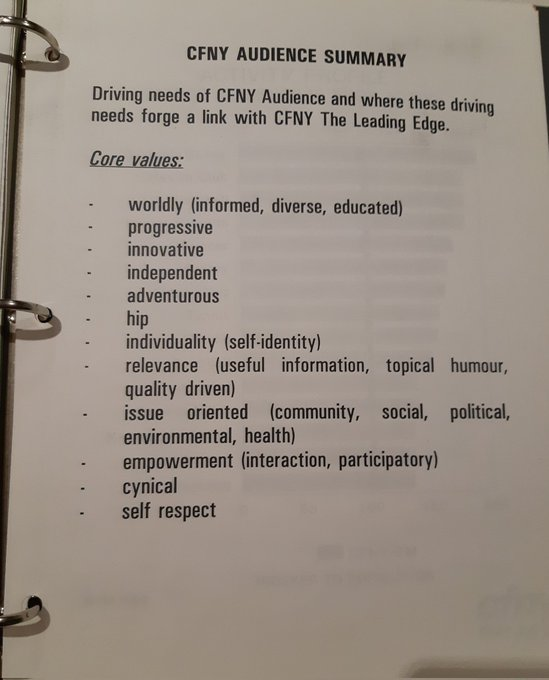 CFNY AUDIENCE SUMMARY
Driving needs of CFNY Audience and where these driving
needs forge a link with CFNY The Leading Edge.
Core values:
- worldly (informed, diverse, educated)
- progressive
- innovative
- independent
- adventurous
- hip
- individuality (self-identity)
- relevance (useful information, topical humour,
quality driven)
- issue oriented (community, social, political,
environmental, health)
- empowerment (interaction, participatory)
- cynical
- self respect